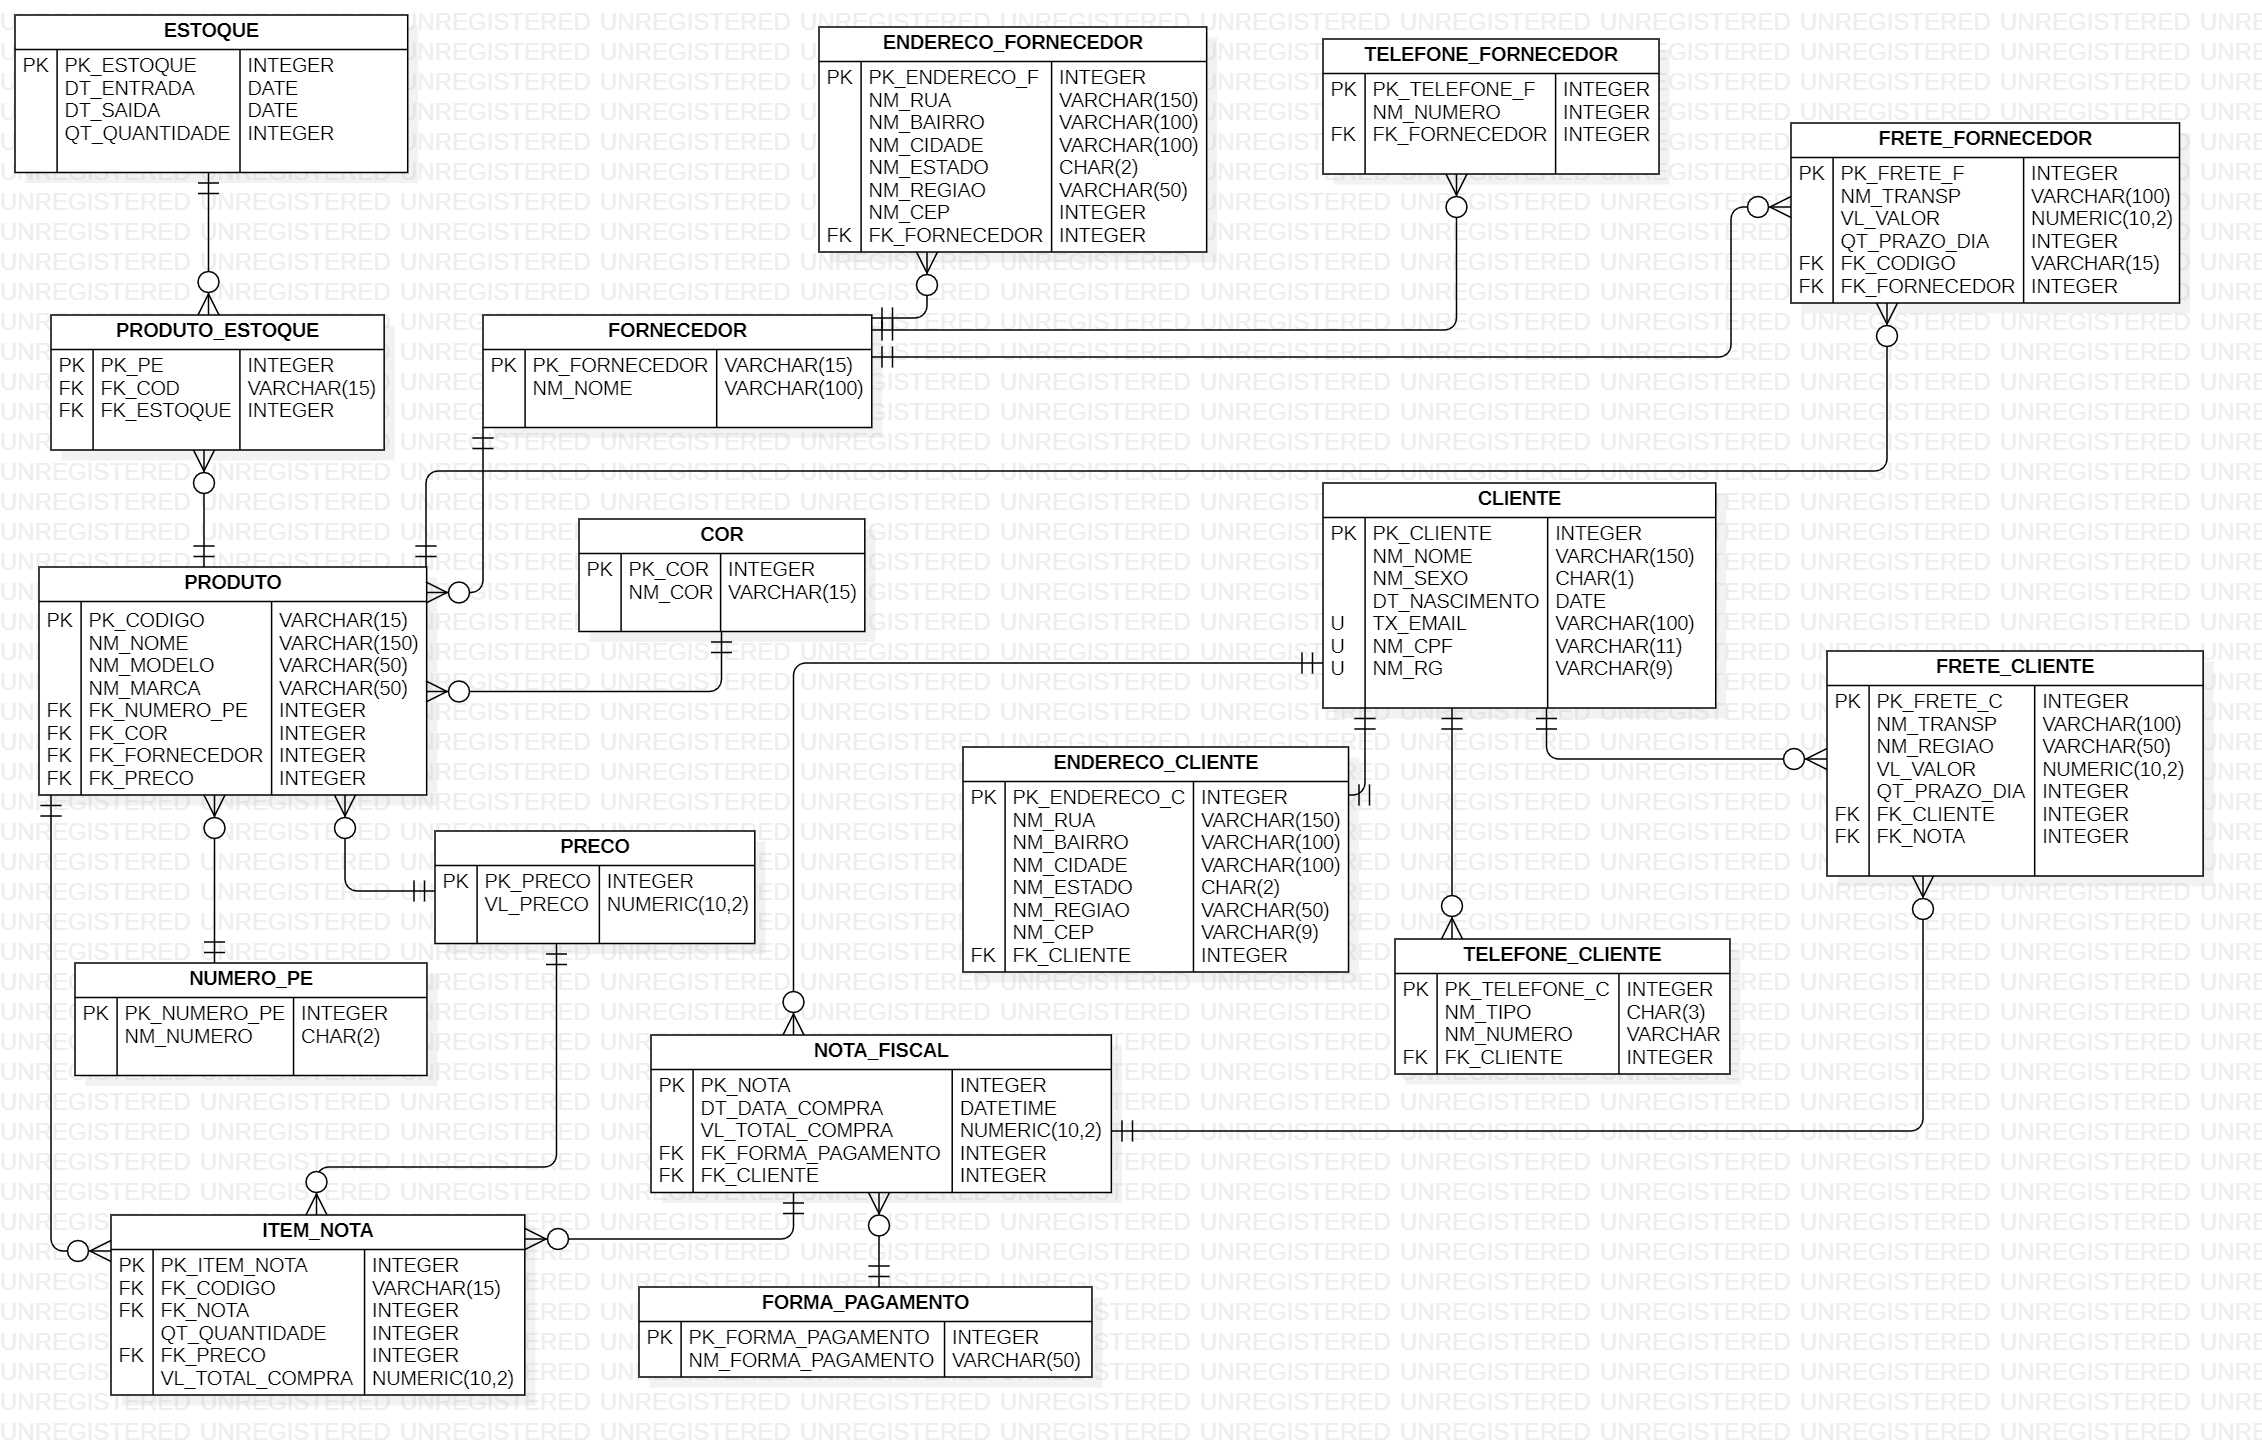 ESTOQUE
PK PK_ESTOQUE INTEGER
DT_ENTRADA DATE
DT_SAIDA DATE
QT_QUANTIDADE INTEGER
ENDERECO_FORNECEDOR
PK PK_ENDERECO_F INTEGER
NM_RUA VARCHAR(150)
NM_BAIRRO VARCHAR(100)
NM_CIDADE VARCHAR(100)
NM_ESTADO CHAR(2)
NM_REGIAO VARCHAR(50)
NM_CEP INTEGER
FK FK_FORNECEDOR INTEGER
TELEFONE_FORNECEDOR
PK PK_TELEFONE_F INTEGER
NM_NUMERO INTEGER
FK FK_FORNECEDOR INTEGER
FRETE_FORNECEDOR
PK PK_FRETE_F INTEGER
NM_TRANSP VARCHAR(100)
VL_VALOR NUMERIC(10,2)
QT_PRAZO_DIA INTEGER
FK FK_CODIGO VARCHAR(15)
FK FK_FORNECEDOR INTEGER
PRODUTO_ESTOQUE
PK PK_PE INTEGER
FK FK_COD VARCHAR(15)
FK FK_ESTOQUE INTEGER
FORNECEDOR
PK PK_FORNECEDOR VARCHAR(15)
NM_NOME VARCHAR(100)
COR
PK PK_COR INTEGER
NM_COR VARCHAR(15)
CLIENTE
PK PK_CLIENTE INTEGER
NM_NOME VARCHAR(150)
NM_SEXO CHAR(1)
DT_NASCIMENTO DATE
U TX_EMAIL VARCHAR(100)
U NM_CPF VARCHAR(11)
U NM_RG VARCHAR(9)
PRODUTO
PK PK_CODIGO VARCHAR(15)
NM_NOME VARCHAR(150)
NM_MODELO VARCHAR(50)
NM_MARCA VARCHAR(50)
FK FK_NUMERO_PE INTEGER
FK FK_COR INTEGER
FK FK_FORNECEDOR INTEGER
FK FK_PRECO INTEGER
FRETE_CLIENTE
PK PK_FRETE_C INTEGER
NM_TRANSP VARCHAR(100)
NM_REGIAO VARCHAR(50)
VL_VALOR NUMERIC(10,2)
QT_PRAZO_DIA INTEGER
FK FK_CLIENTE INTEGER
FK FK_NOTA INTEGER
ENDERECO_CLIENTE
PK PK_ENDERECO_C INTEGER
NM_RUA VARCHAR(150)
NM_BAIRRO VARCHAR(100)
NM_CIDADE VARCHAR(100)
NM_ESTADO CHAR(2)
NM_REGIAO VARCHAR(50)
NM_CEP VARCHAR(9)
FK FK_CLIENTE INTEGER
PRECO
PK PK_PRECO INTEGER
VL_PRECO NUMERIC(10,2)
TELEFONE_CLIENTE
PK PK_TELEFONE_C INTEGER
NM_TIPO CHAR(3)
NM_NUMERO VARCHAR
FK FK_CLIENTE INTEGER
NUMERO_PE
PK PK_NUMERO_PE INTEGER
NM_NUMERO CHAR(2)
NOTA_FISCAL
PK PK_NOTA INTEGER
DT_DATA_COMPRA DATETIME
VL_TOTAL_COMPRA NUMERIC(10,2)
FK FK_FORMA_PAGAMENTO INTEGER
FK FK_CLIENTE INTEGER
ITEM_NOTA
PK PK_ITEM_NOTA INTEGER
FK FK_CODIGO VARCHAR(15)
FK FK_NOTA INTEGER
QT_QUANTIDADE INTEGER
FK FK_PRECO INTEGER
VL_TOTAL_COMPRA NUMERIC(10,2)
FORMA_PAGAMENTO
PK PK_FORMA_PAGAMENTO INTEGER
NM_FORMA_PAGAMENTO VARCHAR(50)
UNREGISTERED